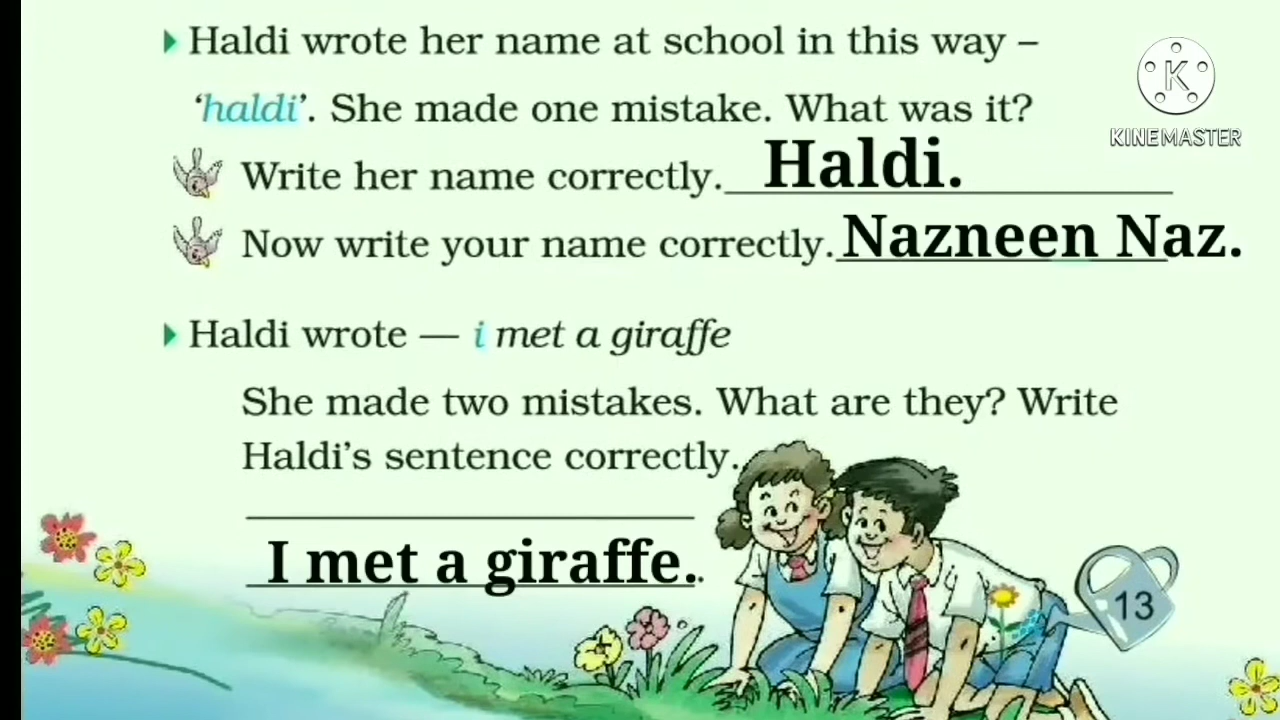 Haldi wrote her name at school in this way –
‘haldi’. She made one mistake. What was it?
KINEMASTER
Write her name correctly. Haldi.
Now write your name correctly. Nazneen Naz.
Haldi wrote — i met a giraffe
She made two mistakes. What are they? Write
Haldi’s sentence correctly.
I met a giraffe.
13